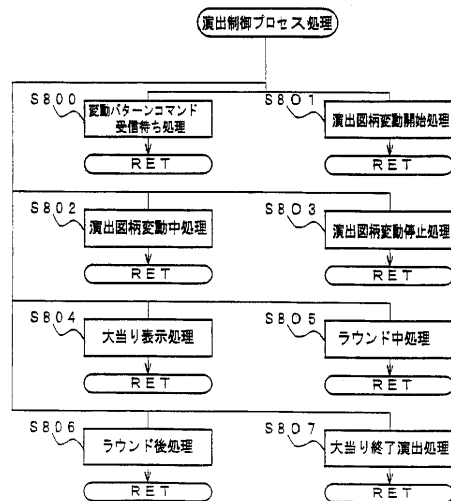 演出制御プロセス処理
S800
変動パターンコマンド
受信待ち処理
RET
S801
演出図柄変動開始処理
RET
S802
演出図柄変動中処理
RET
S803
演出図柄変動停止処理
RET
S804
大当り表示処理
RET
S805
ラウンド中処理
RET
S806
ラウンド後処理
RET
S807
大当り終了演出処理
RET